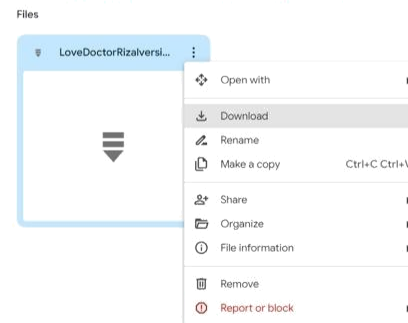 Files
LoveDoctorRizalversi...
Open with
Download
Rename
Make a copy Ctrl+C Ctrl+V
Share
Organize
File information
Remove
Report or block